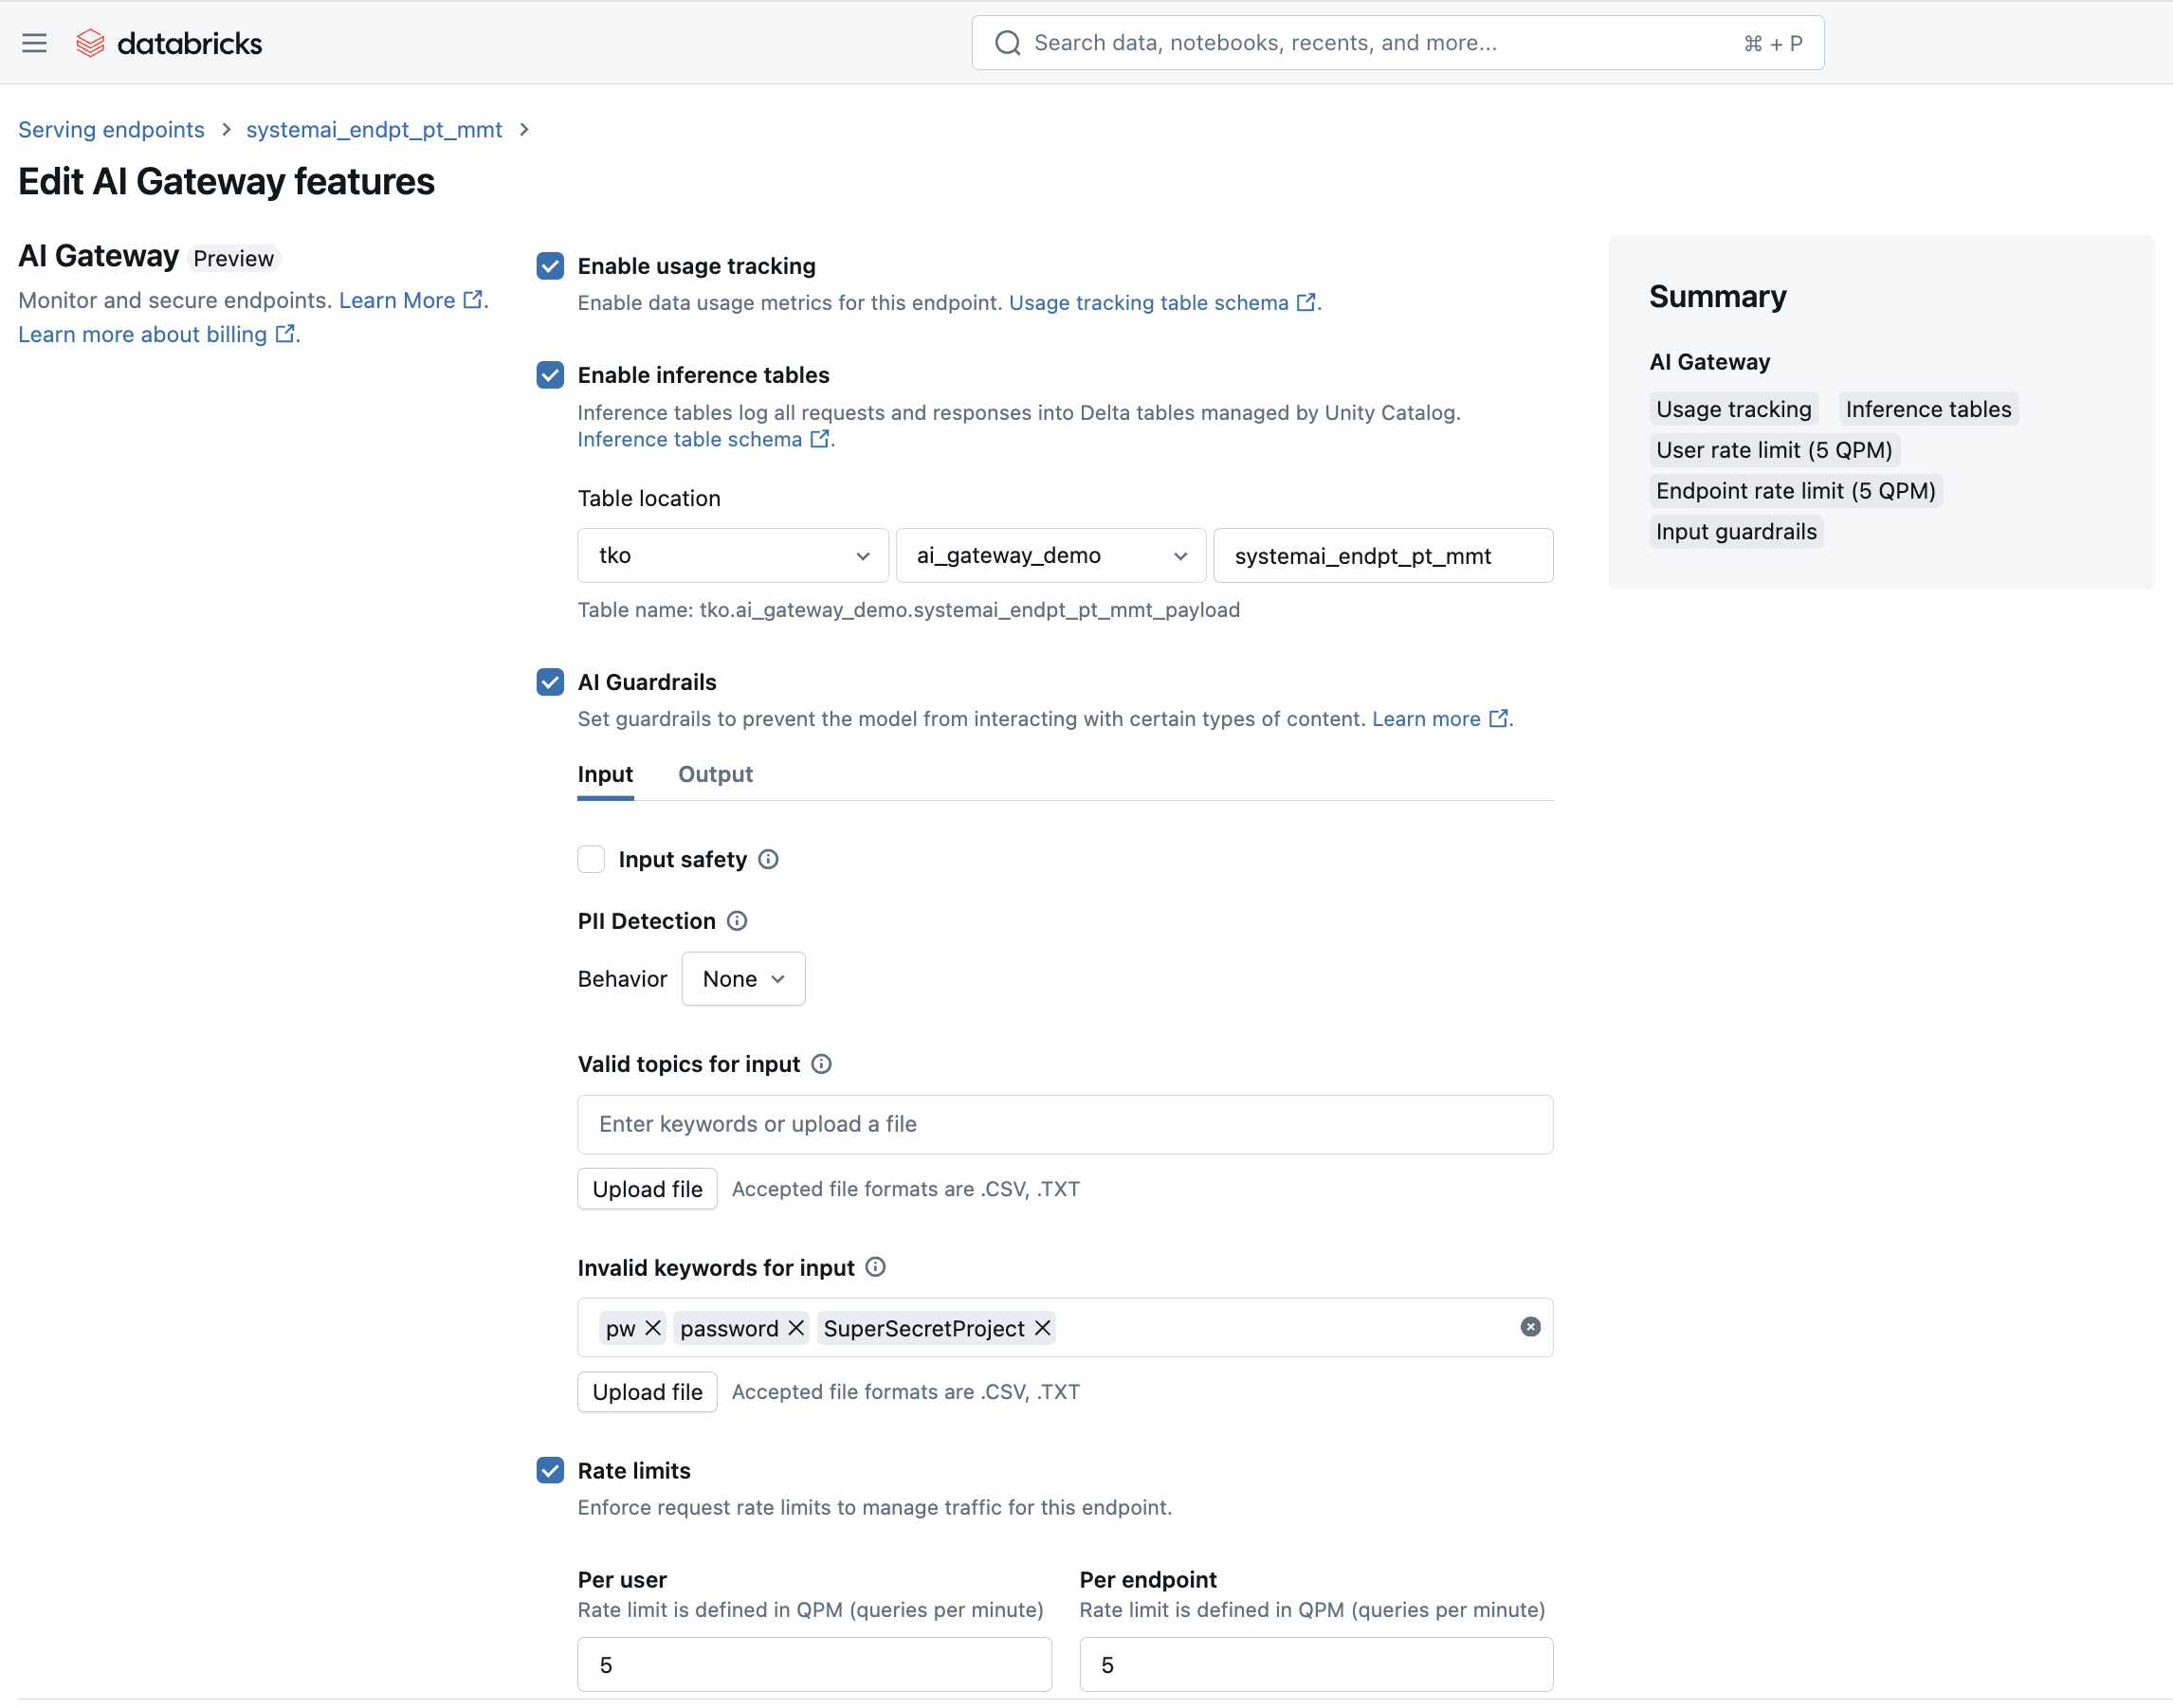 databricks
Search data, notebooks, recents, and more...
⌘ + P
Serving endpoints > systemai_endpt_pt_mmt >
Edit AI Gateway features
AI Gateway Preview
Monitor and secure endpoints. Learn More.
Learn more about billing.
Enable usage tracking
Enable data usage metrics for this endpoint. Usage tracking table schema.
Enable inference tables
Inference tables log all requests and responses into Delta tables managed by Unity Catalog.
Inference table schema.
Table location
tko
ai_gateway_demo
systemai_endpt_pt_mmt
Table name: tko.ai_gateway_demo.systemai_endpt_pt_mmt_payload
AI Guardrails
Set guardrails to prevent the model from interacting with certain types of content. Learn more.
Input
Output
Input safety
PII Detection
Behavior
None
Valid topics for input
Enter keywords or upload a file
Upload file
Accepted file formats are .CSV, .TXT
Invalid keywords for input
pw
password
SuperSecretProject
Upload file
Accepted file formats are .CSV, .TXT
Rate limits
Enforce request rate limits to manage traffic for this endpoint.
Per user
Rate limit is defined in QPM (queries per minute)
5
Per endpoint
Rate limit is defined in QPM (queries per minute)
5
Summary
AI Gateway
Usage tracking
Inference tables
User rate limit (5 QPM)
Endpoint rate limit (5 QPM)
Input guardrails